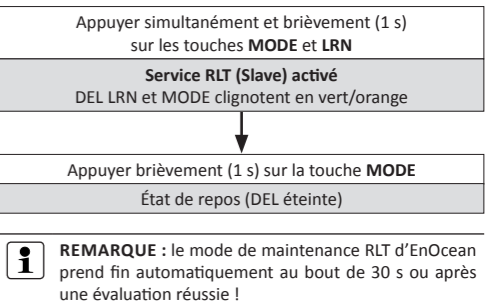 Appuyer simultanément et brièvement (1 s)
sur les touches MODE et LRN
Service RLT (Slave) activé
DEL LRN et MODE clignotent en vert/orange
Appuyer brièvement (1 s) sur la touche MODE
État de repos (DEL éteinte)
REMARQUE : le mode de maintenance RLT d'EnOcean
prend fin automatiquement au bout de 30 s ou après
une évaluation réussie !